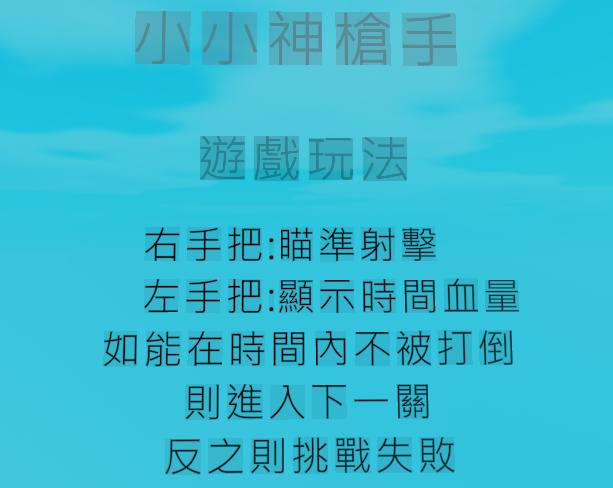 小小神槍手
遊戲玩法
右手把:瞄準射擊
左手把:顯示時間血量
如能在時間內不被打倒
則進入下一關
反之則挑戰失敗